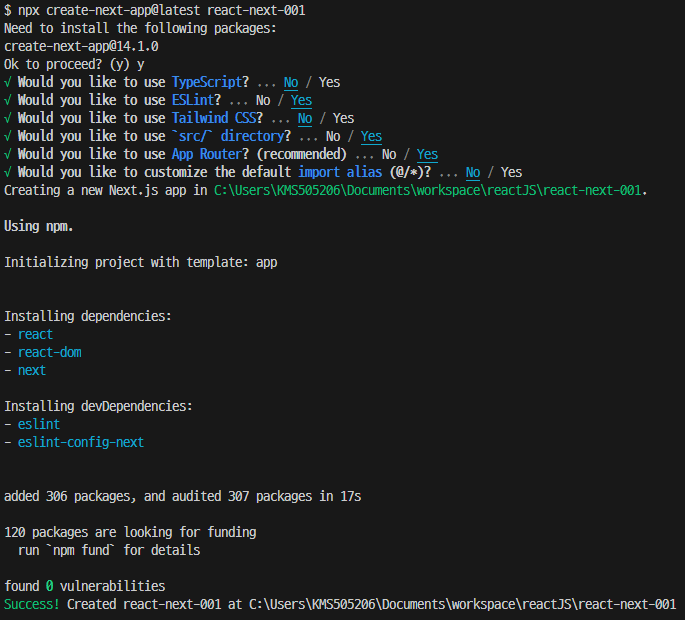 $ npx create-next-app@latest react-next-001
Need to install the following packages:
create-next-app@14.1.0
Ok to proceed? (y) y
√ Would you like to use TypeScript? ... No / Yes
√ Would you like to use ESLint? ... No / Yes
√ Would you like to use Tailwind CSS? ... No / Yes
√ Would you like to use `src/` directory? ... No / Yes
√ Would you like to use App Router? (recommended) ... No / Yes
√ Would you like to customize the default import alias (@/*)? ... No / Yes
Creating a new Next.js app in C:\Users\KMS505206\Documents\workspace\reactJS\react-next-001.
Using npm.
Initializing project with template: app
Installing dependencies:
- react
- react-dom
- next
Installing devDependencies:
- eslint
- eslint-config-next
added 306 packages, and audited 307 packages in 17s
120 packages are looking for funding
run `npm fund` for details
found 0 vulnerabilities
Success! Created react-next-001 at C:\Users\KMS505206\Documents\workspace\reactJS\react-next-001